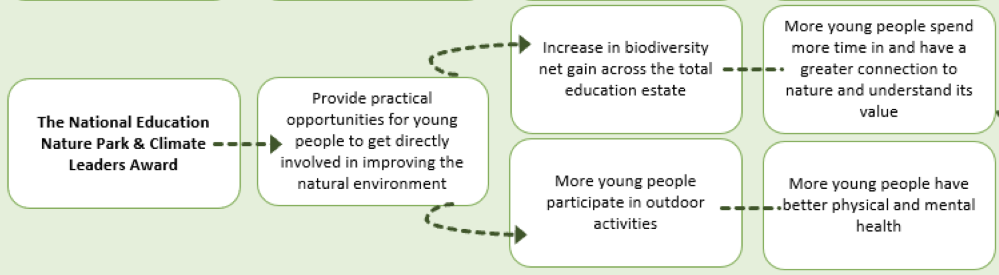 The National Education
Nature Park & Climate
Leaders Award
Provide practical
opportunities for young
people to get directly
involved in improving the
natural environment
Increase in biodiversity
net gain across the total
education estate
More young people spend
more time in and have a
greater connection to
nature and understand its
value
More young people
participate in outdoor
activities
More young people have
better physical and mental
health